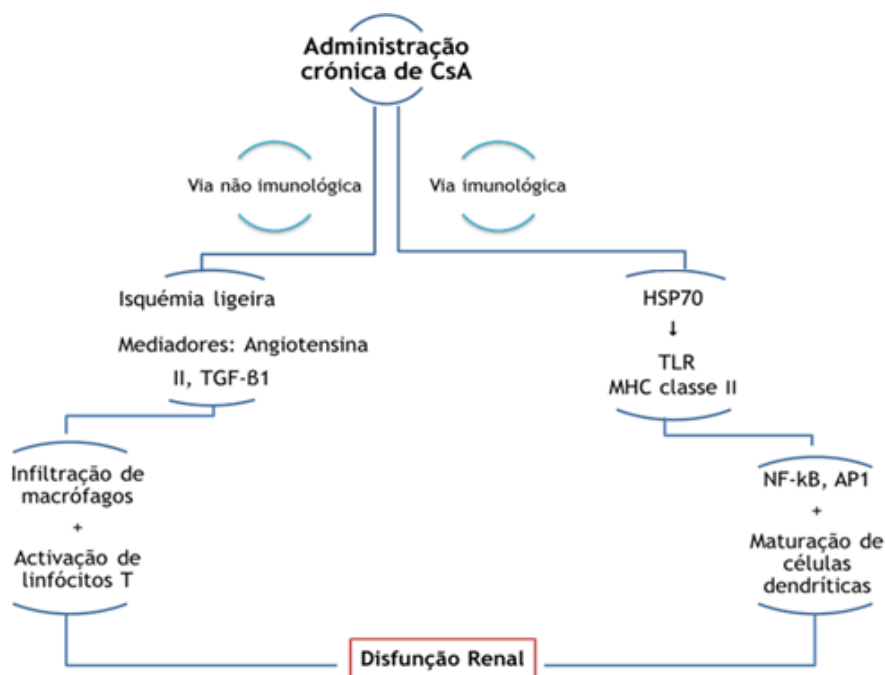 Administração
crónica de CsA
Via não imunológica
Via imunológica
Isquémia ligeira
Mediadores: Angiotensina
II, TGF-ß1
HSP70
↓
TLR
MHC classe II
Infiltração de
macrófagos
+
Activação de
linfócitos T
NF-kB, AP1
+
Maturação de
células
dendríticas
Disfunção Renal